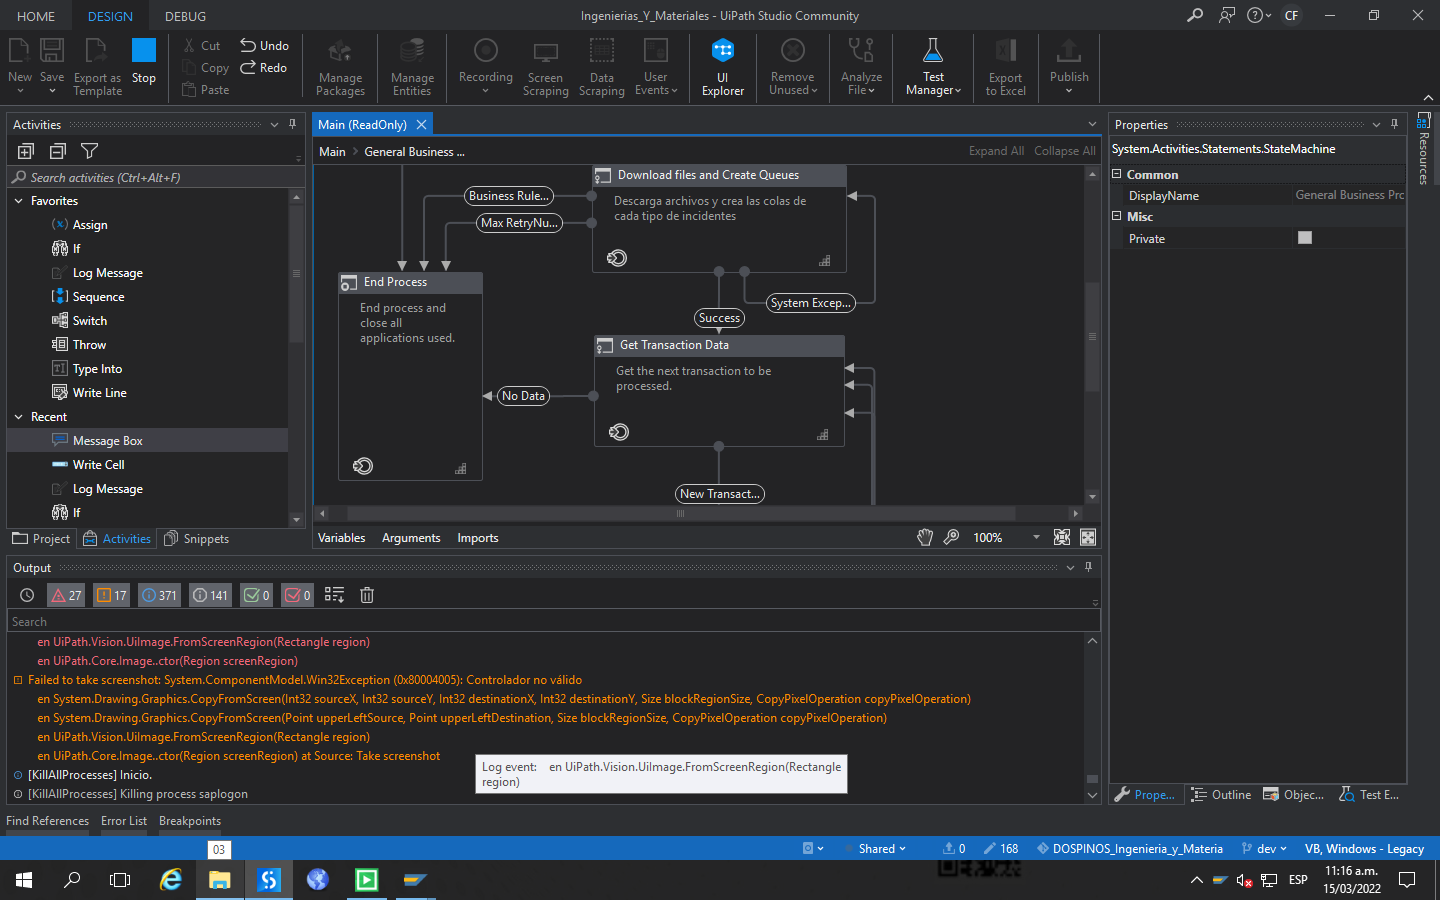 HOME DESIGN DEBUG
Ingenierias_Y_Materiales - UiPath Studio Community
CF
New
Save
Export as
Template
Stop
Cut
Copy
Paste
Undo
Redo
Manage
Packages
Manage
Entities
Recording
Screen
Scraping
Data
Scraping
User
Events
UI
Explorer
Remove
Unused
Analyze
File
Test
Manager
Export
to Excel
Publish
Activities
Search activities (Ctrl+Alt+F)
Favorites
Assign
If
Log Message
Sequence
Switch
Throw
Type Into
Write Line
Recent
Message Box
Write Cell
Log Message
If
Project Activities Snippets
Main (ReadOnly)
Main > General Business ...
Expand All Collapse All
Download files and Create Queues
Descarga archivos y crea las colas de
cada tipo de incidentes
Business Rule...
Max RetryNu...
End Process
End process and
close all
applications used.
System Excep...
Success
Get Transaction Data
Get the next transaction to be
processed.
No Data
New Transact...
Variables Arguments Imports
100%
Properties
System.Activities.Statements.StateMachine
Common
DisplayName General Business Prc
Misc
Private
Resources
Prope... Outline Objec... Test E...
Output
27 17 371 141 0 0
Search
en UiPath.Vision.UiImage.FromScreenRegion(Rectangle region)
en UiPath.Core.Image..ctor(Region screenRegion)
Failed to take screenshot: System.ComponentModel.Win32Exception (0x80004005): Controlador no válido
en System.Drawing.Graphics.CopyFromScreen(Int32 sourceX, Int32 sourceY, Int32 destinationX, Int32 destinationY, Size blockRegionSize, CopyPixelOperation copyPixelOperation)
en System.Drawing.Graphics.CopyFromScreen(Point upperLeftSource, Point upperLeftDestination, Size blockRegionSize, CopyPixelOperation copyPixelOperation)
en UiPath.Vision.UiImage.FromScreenRegion(Rectangle region)
en UiPath.Core.Image..ctor(Region screenRegion) at Source: Take screenshot
[KillAllProcesses] Inicio.
[KillAllProcesses] Killing process saplogon
Log event: en UiPath.Vision.UiImage.FromScreenRegion(Rectangle
region)
Find References Error List Breakpoints
03
Shared
0
168
DOSPINOS_Ingenieria_y_Materia
dev
VB, Windows - Legacy
ESP
11:16 a.m.
15/03/2022